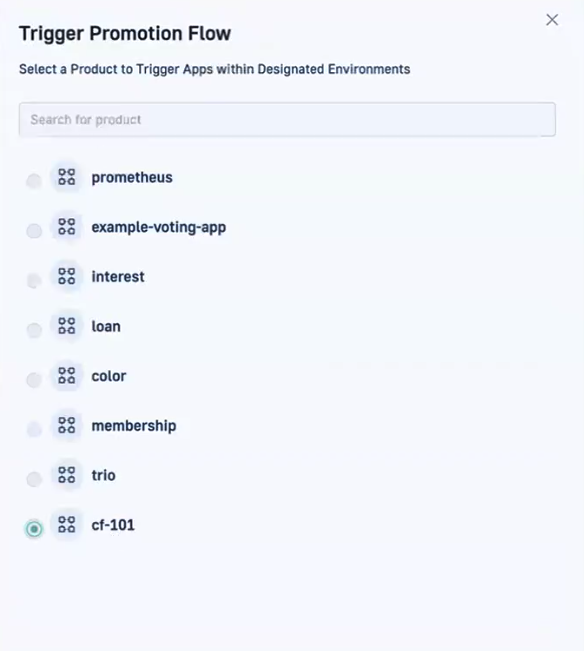 Trigger Promotion Flow
Select a Product to Trigger Apps within Designated Environments
Search for product
prometheus
example-voting-app
interest
loan
color
membership
trio
cf-101